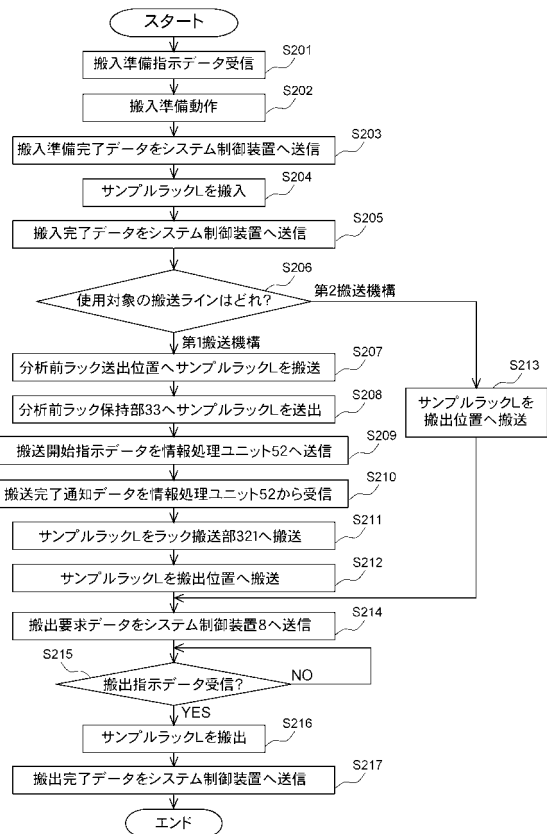 スタート
S201
搬入準備指示データ受信
S202
搬入準備動作
S203
搬入準備完了データをシステム制御装置へ送信
S204
サンプルラックLを搬入
S205
搬入完了データをシステム制御装置へ送信
S206
使用対象の搬送ラインはどれ?
第2搬送機構
第1搬送機構
S207
分析前ラック送出位置へサンプルラックLを搬送
S213
サンプルラックLを
搬出位置へ搬送
S208
分析前ラック保持部33へサンプルラックLを送出
S209
搬送開始指示データを情報処理ユニット52へ送信
S210
搬送完了通知データを情報処理ユニット52から受信
S211
サンプルラックLをラック搬送部321へ搬送
S212
サンプルラックLを搬出位置へ搬送
S214
搬出要求データをシステム制御装置8へ送信
S215
搬出指示データ受信?
NO
YES
S216
サンプルラックLを搬出
S217
搬出完了データをシステム制御装置へ送信
エンド